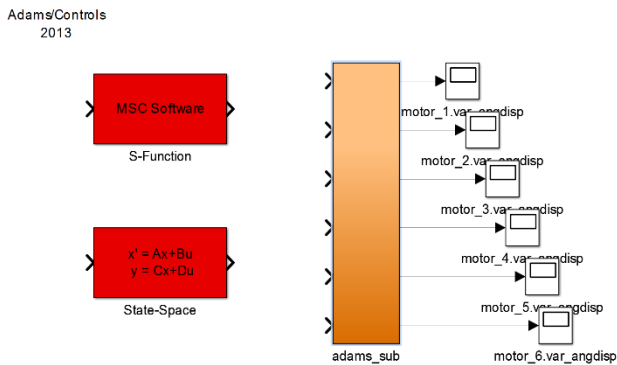 Adams/Controls
2013
MSC Software
S-Function
x' = Ax+Bu
y = Cx+Du
State-Space
adams_sub
motor_1.var_angdisp
motor_2.var_angdisp
motor_3.var_angdisp
motor_4.var_angdisp
motor_5.var_angdisp
motor_6.var_angdisp